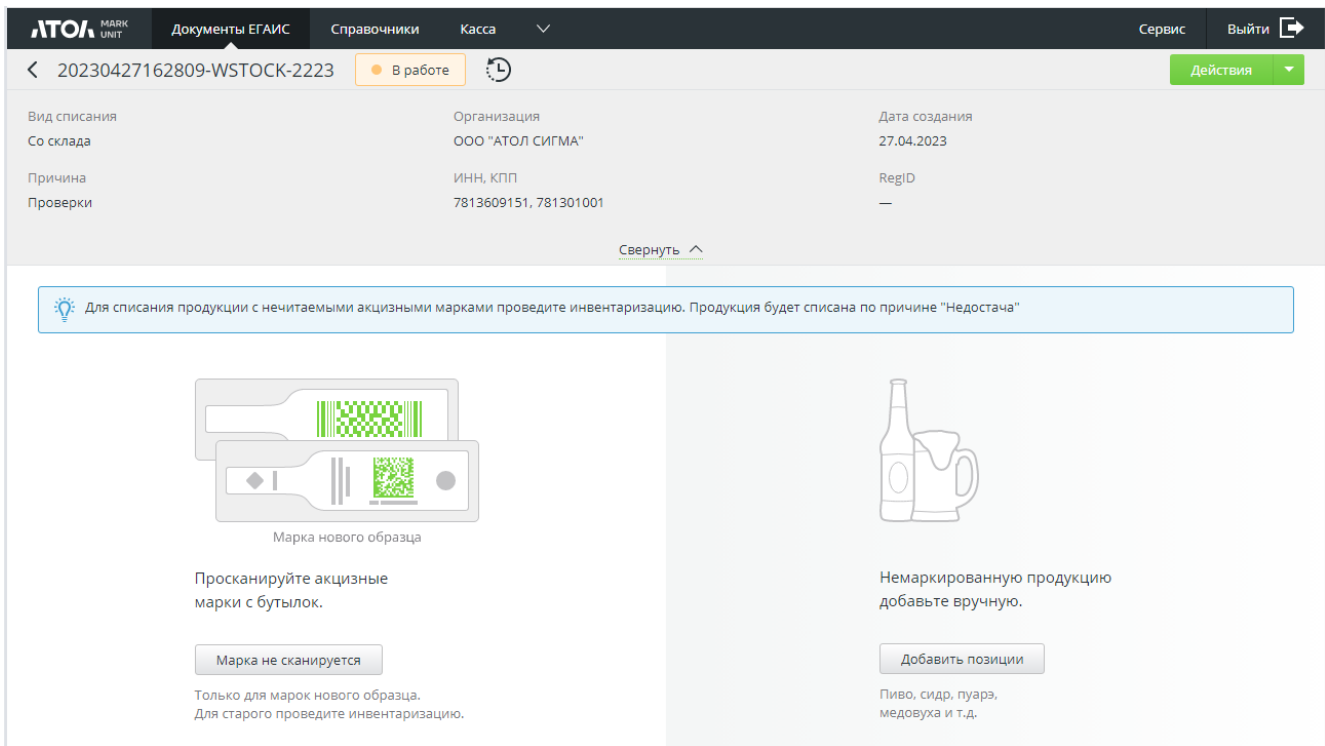 АТОЛ MARK UNIT Документы ЕГАИС Справочники Касса Сервис Выйти
20230427162809-WSTOCK-2223 В работе Действия
Вид списания Организация Дата создания
Со склада ООО "АТОЛ СИГМА" 27.04.2023
Причина ИНН, КПП RegID
Проверки 7813609151, 781301001 —
Свернуть
Для списания продукции с нечитаемыми акцизными марками проведите инвентаризацию. Продукция будет списана по причине "Недостача"
Марка нового образца
Просканируйте акцизные
марки с бутылок.
Марка не сканируется
Только для марок нового образца.
Для старого проведите инвентаризацию.
Немаркированную продукцию
добавьте вручную.
Добавить позиции
Пиво, сидр, пуарэ,
медовуха и т.д.